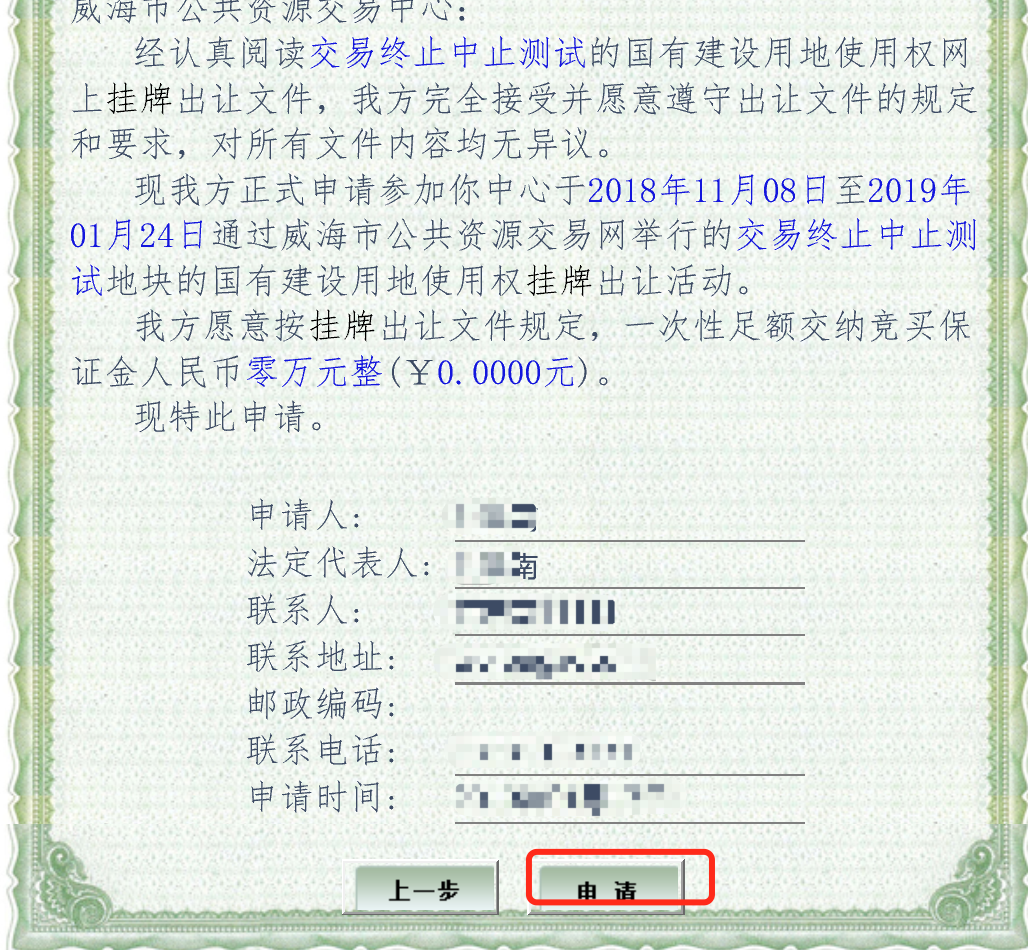 威海市公共资源交易中心：
经认真阅读交易终止中止测试的国有建设用地使用权网
上挂牌出让文件，我方完全接受并愿意遵守出让文件的规定
和要求，对所有文件内容均无异议。
现我方正式申请参加你中心于2018年11月08日至2019年
01月24日通过威海市公共资源交易网举行的交易终止中止测
试地块的国有建设用地使用权挂牌出让活动。
我方愿意按挂牌出让文件规定，一次性足额交纳竞买保
证金人民币零万元整(￥0.0000元)。
现特此申请。
申请人：
法定代表人：南
联系人：
联系地址：
邮政编码：
联系电话：
申请时间：
上一步 申 请